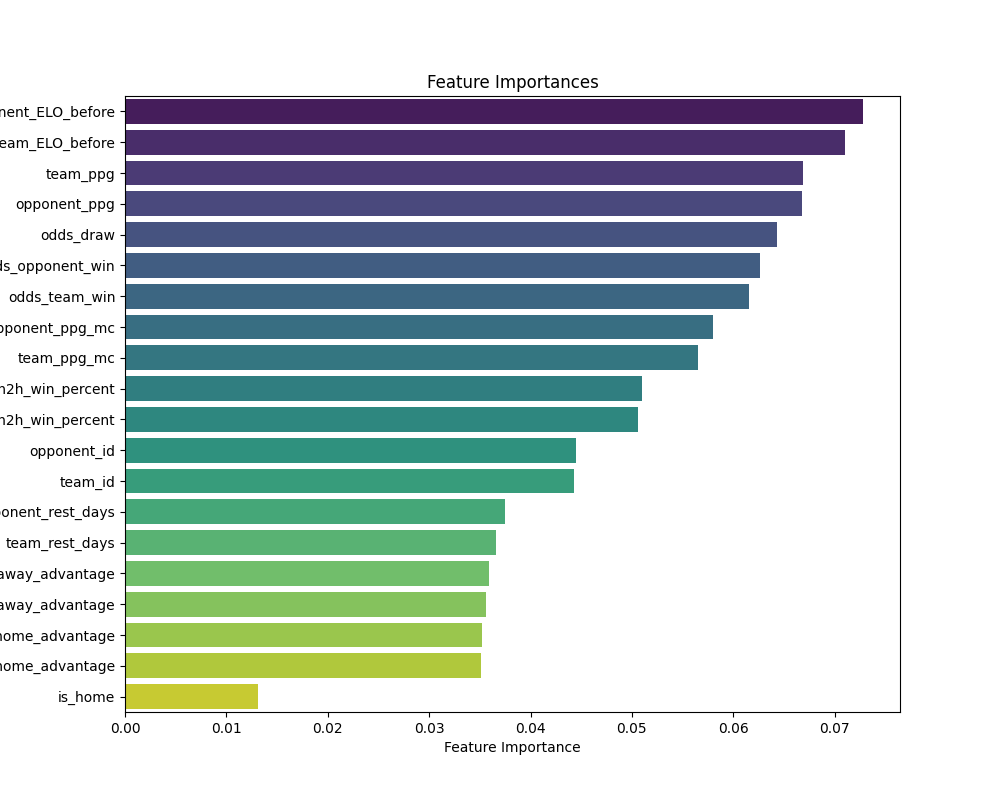 Feature Importances
nent_ELO_before
eam_ELO_before
team_ppg
opponent_ppg
odds_draw
ds_opponent_win
odds_team_win
pponent_ppg_mc
team_ppg_mc
h2h_win_percent
h2h_win_percent
opponent_id
team_id
onent_rest_days
team_rest_days
away_advantage
away_advantage
home_advantage
home_advantage
is_home
0.00 0.01 0.02 0.03 0.04 0.05 0.06 0.07
Feature Importance